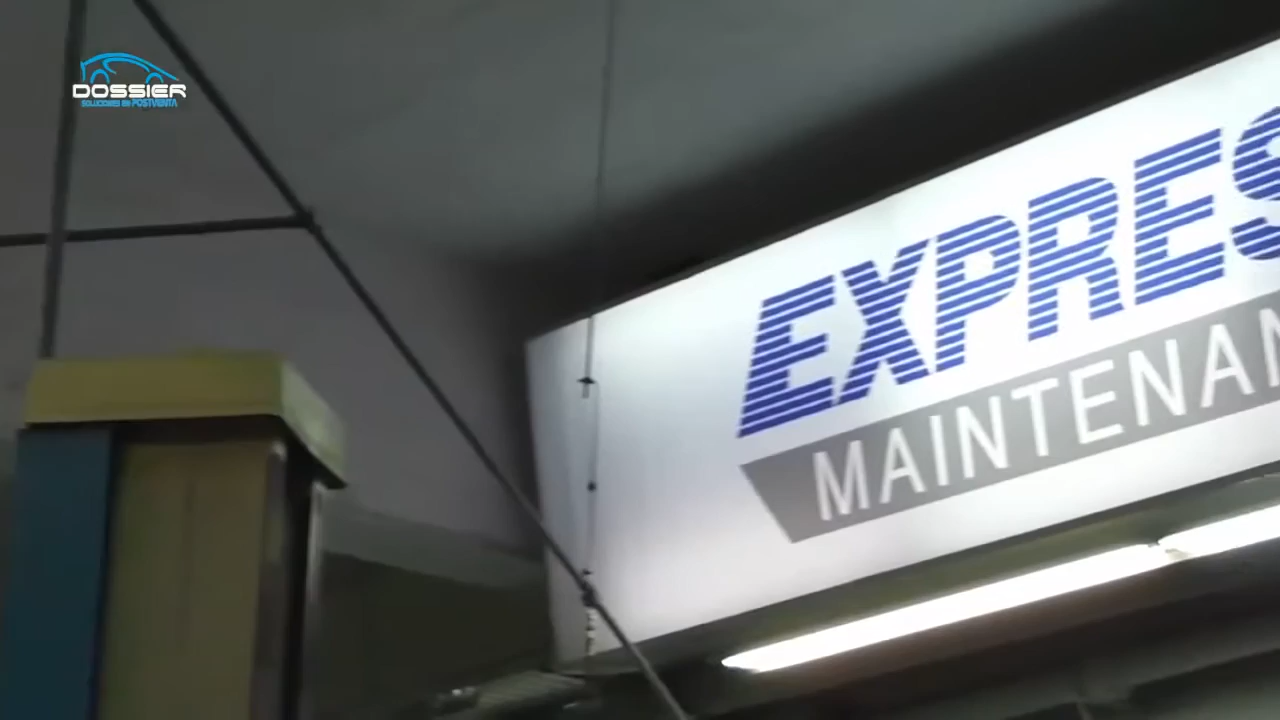 DOSSIER
SOLUCIONES EN POSTVENTA
EXPRES
MAINTENAN